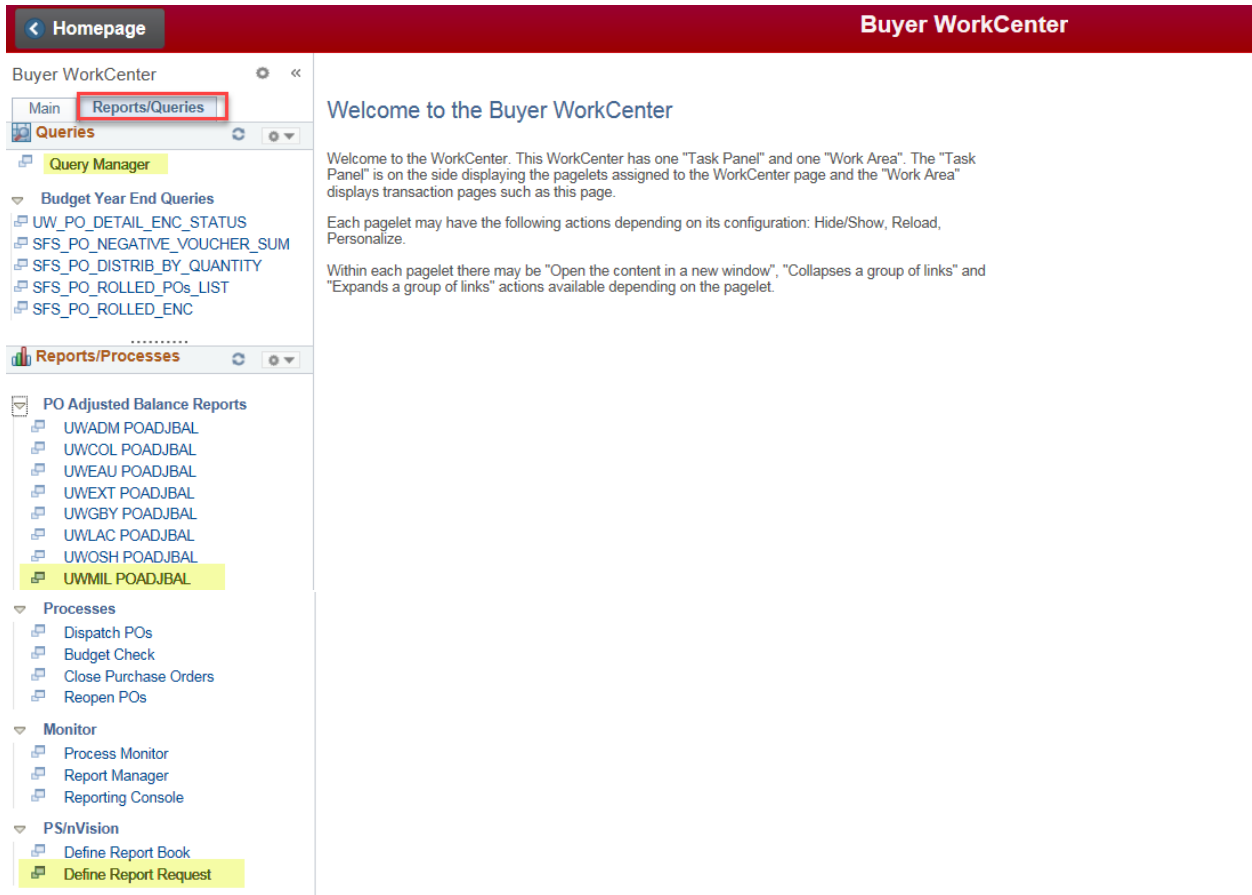 Homepage
Buyer WorkCenter
Buyer WorkCenter
Main
Reports/Queries
Queries
Query Manager
Budget Year End Queries
UW_PO_DETAIL_ENC_STATUS
SFS_PO_NEGATIVE_VOUCHER_SUM
SFS_PO_DISTRIB_BY_QUANTITY
SFS_PO_ROLLED_POs_LIST
SFS_PO_ROLLED_ENC
Reports/Processes
PO Adjusted Balance Reports
UWADM POADJBAL
UWCOL POADJBAL
UWEAU POADJBAL
UWEXT POADJBAL
UWGBY POADJBAL
UWLAC POADJBAL
UWOSH POADJBAL
UWMIL POADJBAL
Processes
Dispatch POs
Budget Check
Close Purchase Orders
Reopen POs
Monitor
Process Monitor
Report Manager
Reporting Console
PS/nVision
Define Report Book
Define Report Request
Welcome to the Buyer WorkCenter
Welcome to the WorkCenter. This WorkCenter has one "Task Panel" and one "Work Area". The "Task
Panel" is on the side displaying the pagelets assigned to the WorkCenter page and the "Work Area"
displays transaction pages such as this page.
Each pagelet may have the following actions depending on its configuration: Hide/Show, Reload,
Personalize.
Within each pagelet there may be "Open the content in a new window", "Collapses a group of links" and
"Expands a group of links" actions available depending on the pagelet.